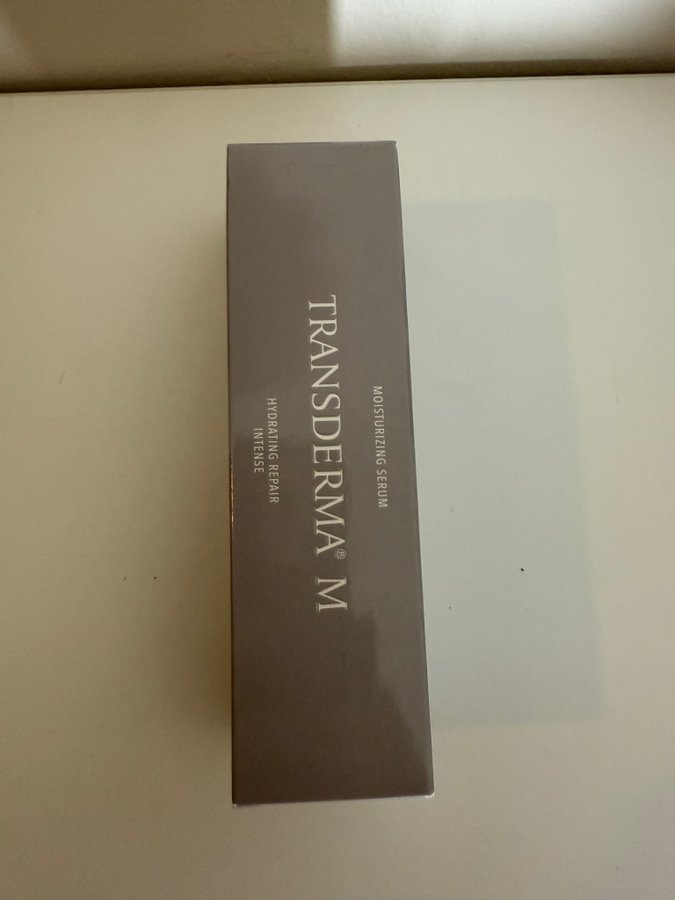 MOISTURIZING SERUM
TRANSDERMA® M
HYDRATING REPAIR
INTENSE